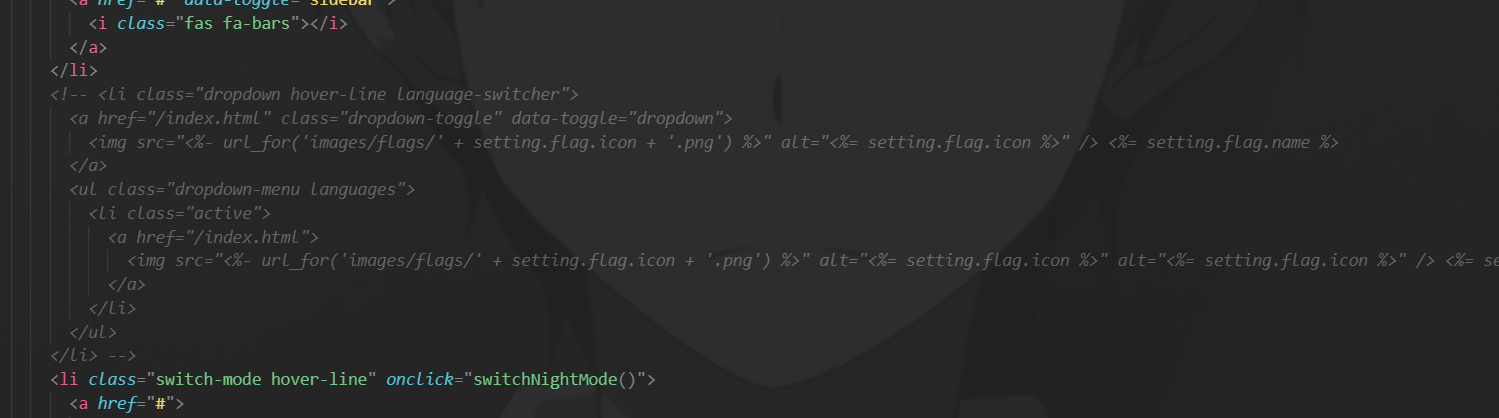 <a href="#" data-toggle="sidebar">
<i class="fas fa-bars"></i>
</a>
</li>
<!-- <li class="dropdown hover-line language-switcher">
<a href="/index.html" class="dropdown-toggle" data-toggle="dropdown">
<img src="<%- url_for('images/flags/' + setting.flag.icon + '.png') %>" alt="<%= setting.flag.icon %>" /> <%= setting.flag.name %>
</a>
<ul class="dropdown-menu languages">
<li class="active">
<a href="/index.html">
<img src="<%- url_for('images/flags/' + setting.flag.icon + '.png') %>" alt="<%= setting.flag.icon %>" alt="<%= setting.flag.icon %>" /> <%= se
</a>
</li>
</ul>
</li> -->
<li class="switch-mode hover-line" onclick="switchNightMode()">
<a href="#">